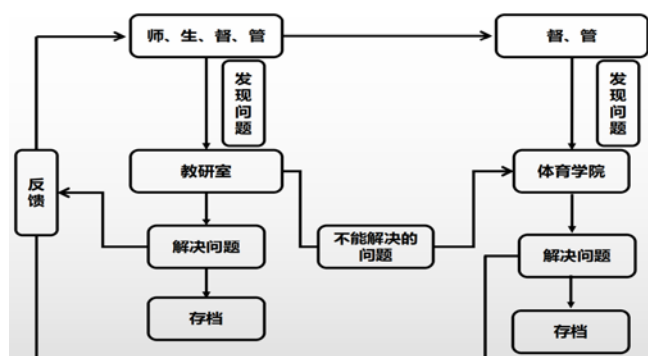 师、生、督、管
督、管
发现问题
发现问题
反馈
教研室
体育学院
不能解决的
问题
解决问题
解决问题
存档
存档